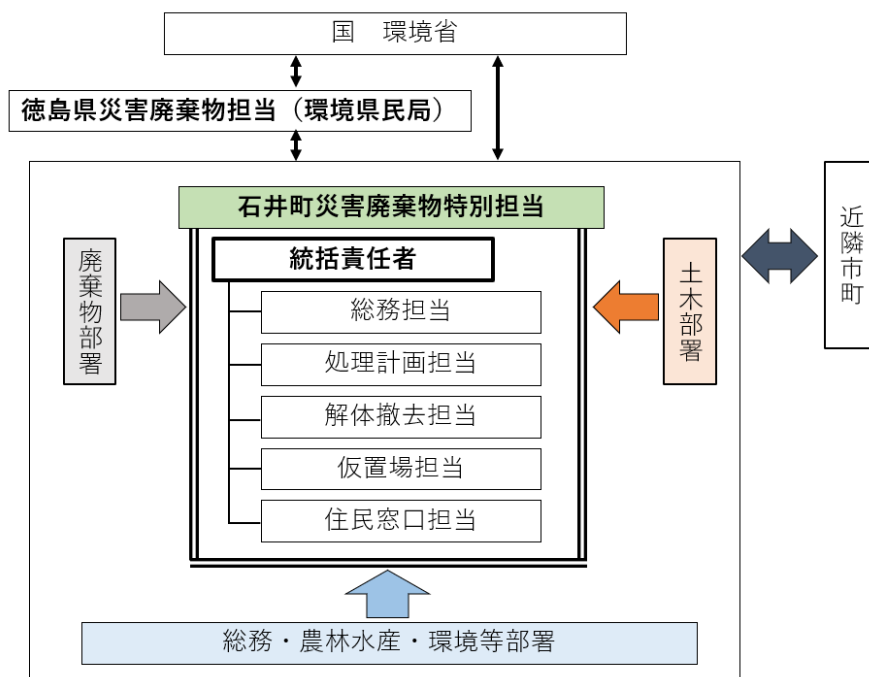 国　環境省
徳島県災害廃棄物担当（環境県民局）
石井町災害廃棄物特別担当
統括責任者
総務担当
処理計画担当
解体撤去担当
仮置場担当
住民窓口担当
廃棄物部署
土木部署
近隣市町
総務・農林水産・環境等部署